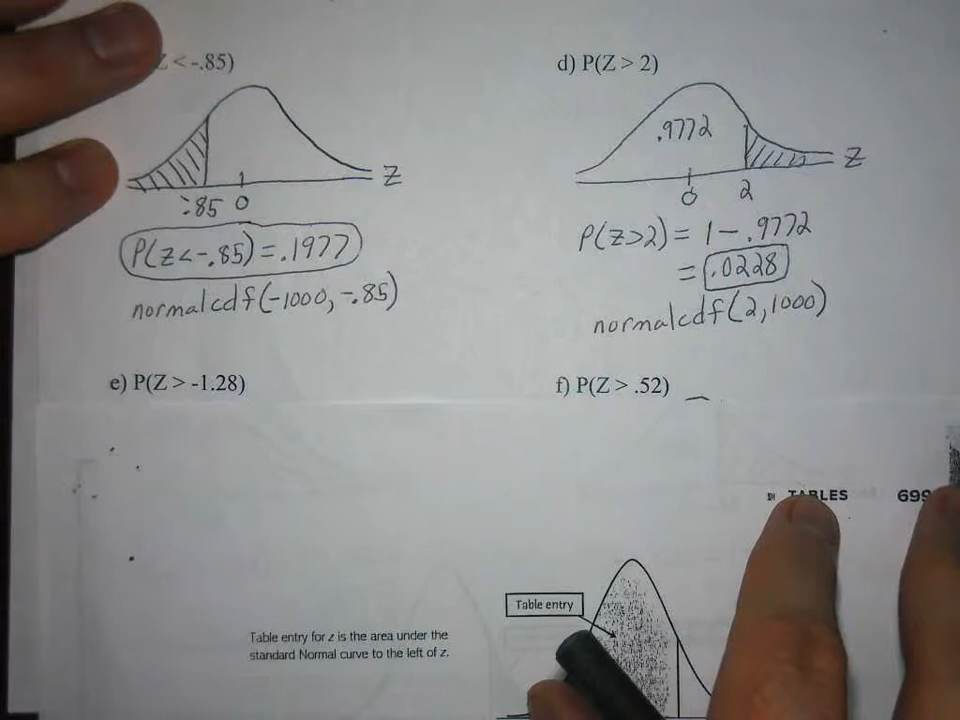 Z < -.85)
Z
-.85 0
P(Z<-.85) = .1977
normalcdf(-1000, -.85)
d) P(Z > 2)
.9772
Z
0 2
P(Z>2) = 1 - .9772
= .0228
normalcdf(2, 1000)
e) P(Z > -1.28)
f) P(Z > .52)
TABLES 699
Table entry
Table entry for z is the area under the
standard Normal curve to the left of z.